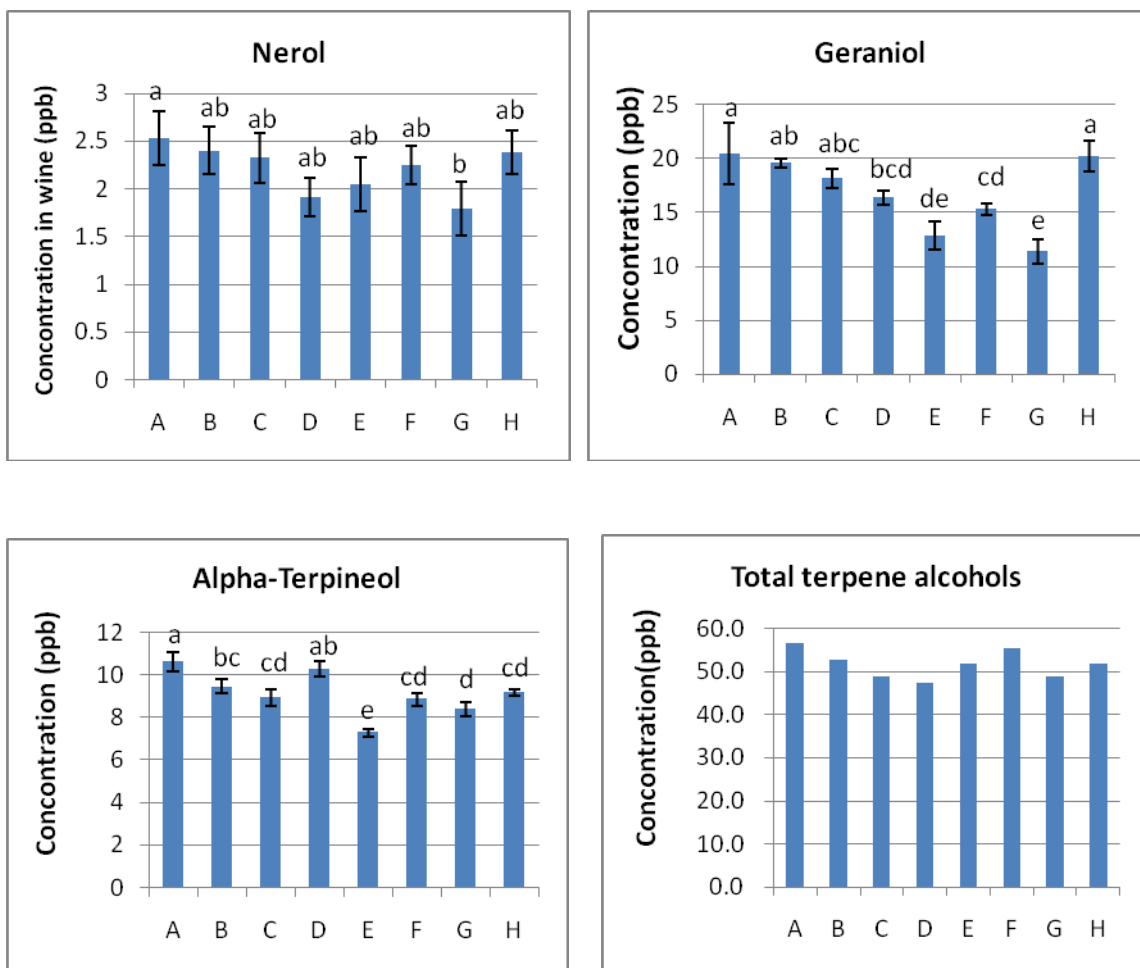 Nerol
Concontration in wine (ppb)
3
2.5
2
1.5
1
0.5
0
a
ab
ab
ab
ab
ab
b
ab
A B C D E F G H
Geraniol
Concontration (ppb)
25
20
15
10
5
0
a
ab
abc
bcd
de
cd
e
a
A B C D E F G H
Alpha-Terpineol
Concontration (ppb)
12
10
8
6
4
2
0
a
bc
cd
ab
e
cd
d
cd
A B C D E F G H
Total terpene alcohols
Concontration(ppb)
60.0
50.0
40.0
30.0
20.0
10.0
0.0
A B C D E F G H